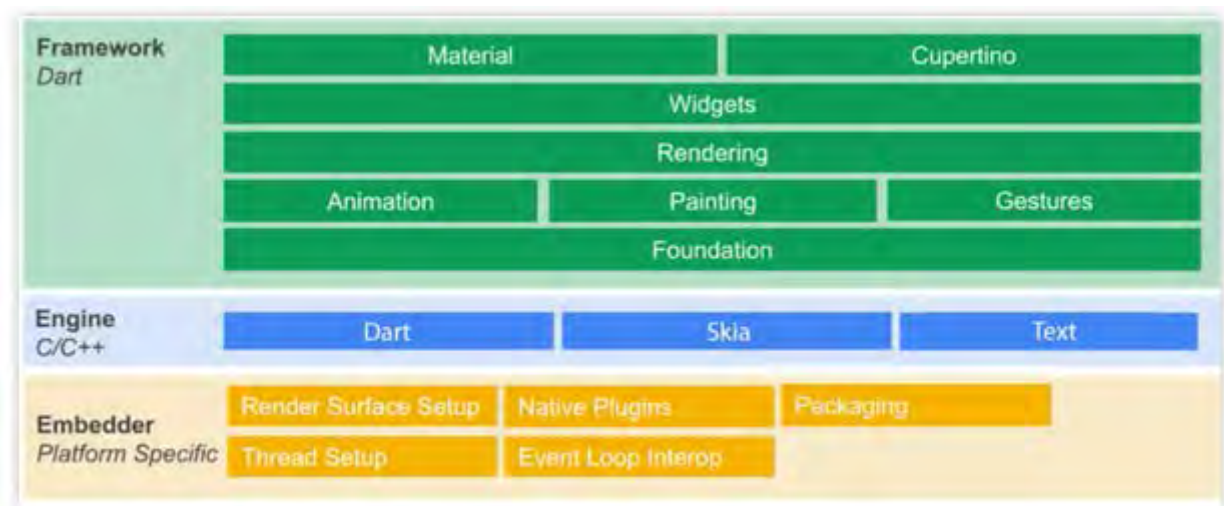 Framework
Dart
Material
Cupertino
Widgets
Rendering
Animation
Painting
Gestures
Foundation
Engine
C/C++
Dart
Skia
Text
Embedder
Platform Specific
Render Surface Setup
Native Plugins
Packaging
Thread Setup
Event Loop Interop